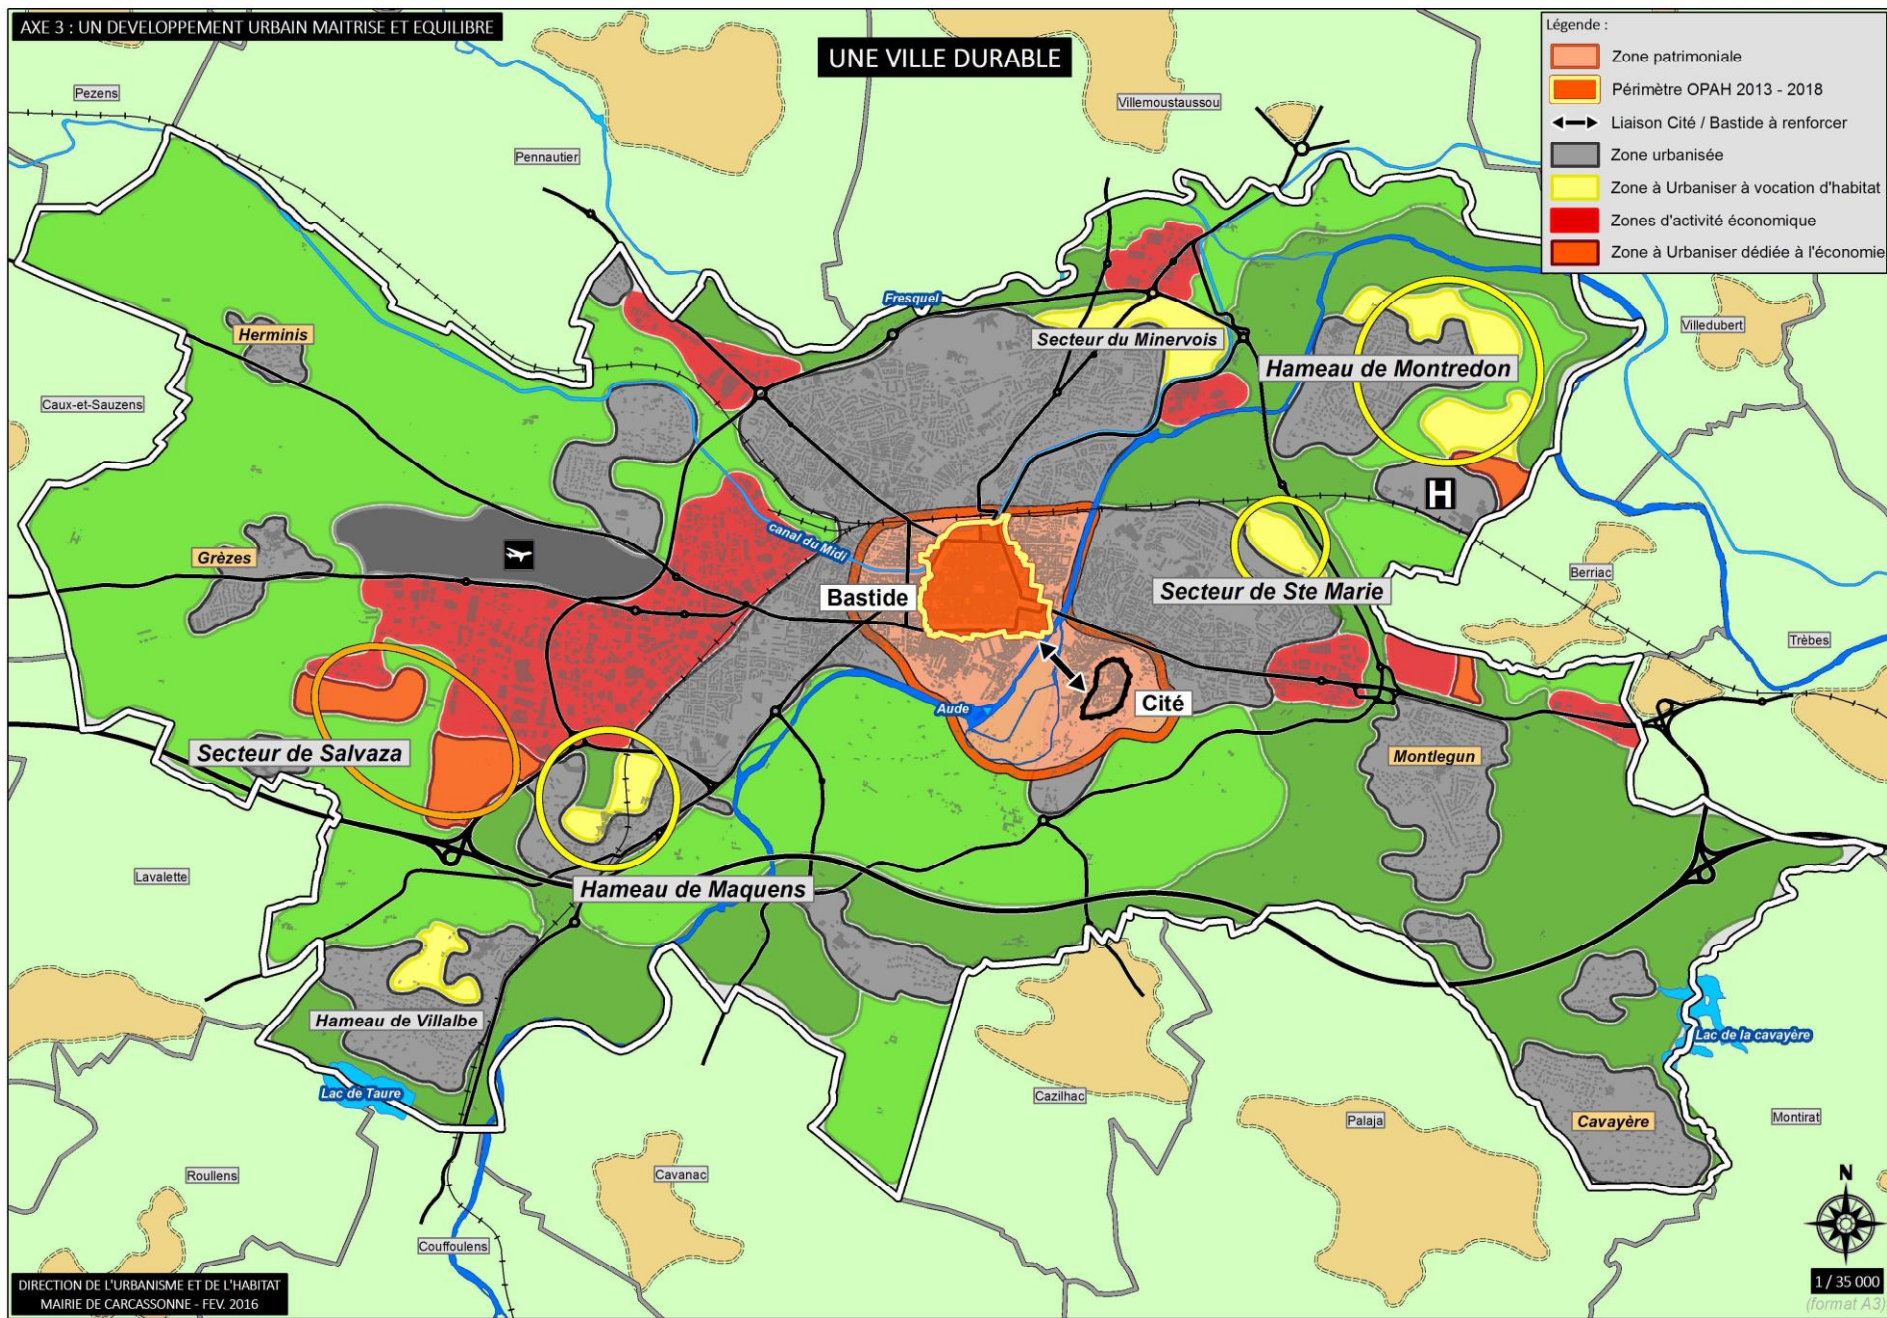 AXE 3 : UN DEVELOPPEMENT URBAIN MAITRISE ET EQUILIBRE
UNE VILLE DURABLE
Légende :
Zone patrimoniale
Périmètre OPAH 2013 - 2018
Liaison Cité / Bastide à renforcer
Zone urbanisée
Zone à Urbaniser à vocation d'habitat
Zones d'activité économique
Zone à Urbaniser dédiée à l'économie
Pezens
Villemoustaussou
Pennautier
Fresquel
Herminis
Secteur du Minervois
Villedubert
Hameau de Montredon
Caux-et-Sauzens
H
canal du Midi
Grèzes
Berriac
Bastide
Secteur de Ste Marie
Trèbes
Cité
Aude
Secteur de Salvaza
Montlegun
Lavalette
Hameau de Maquens
Hameau de Villalbe
Lac de la cavayère
Lac de Taure
Cazilhac
Palaja
Cavayère
Montirat
Roullens
Cavanac
N
Couffoulens
DIRECTION DE L'URBANISME ET DE L'HABITAT
MAIRIE DE CARCASSONNE - FEV. 2016
1 / 35 000
(format A3)